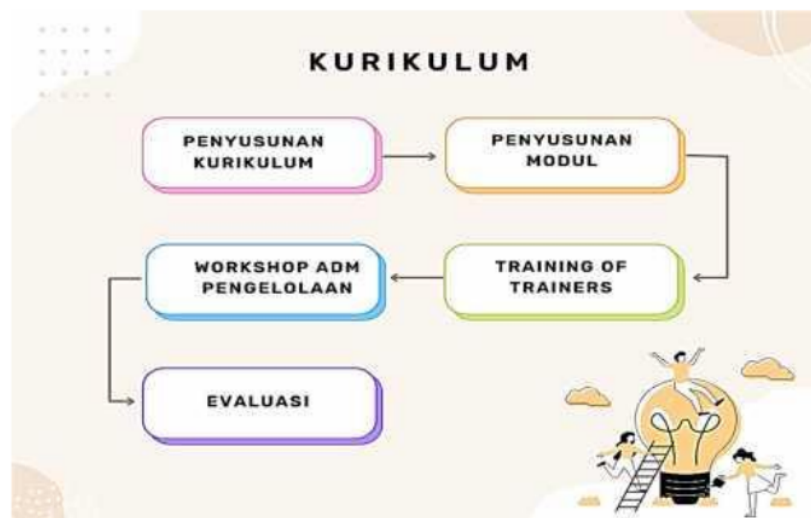 KURIKULUM
PENYUSUNAN
KURIKULUM
PENYUSUNAN
MODUL
TRAINING OF
TRAINERS
WORKSHOP ADM
PENGELOLAAN
EVALUASI